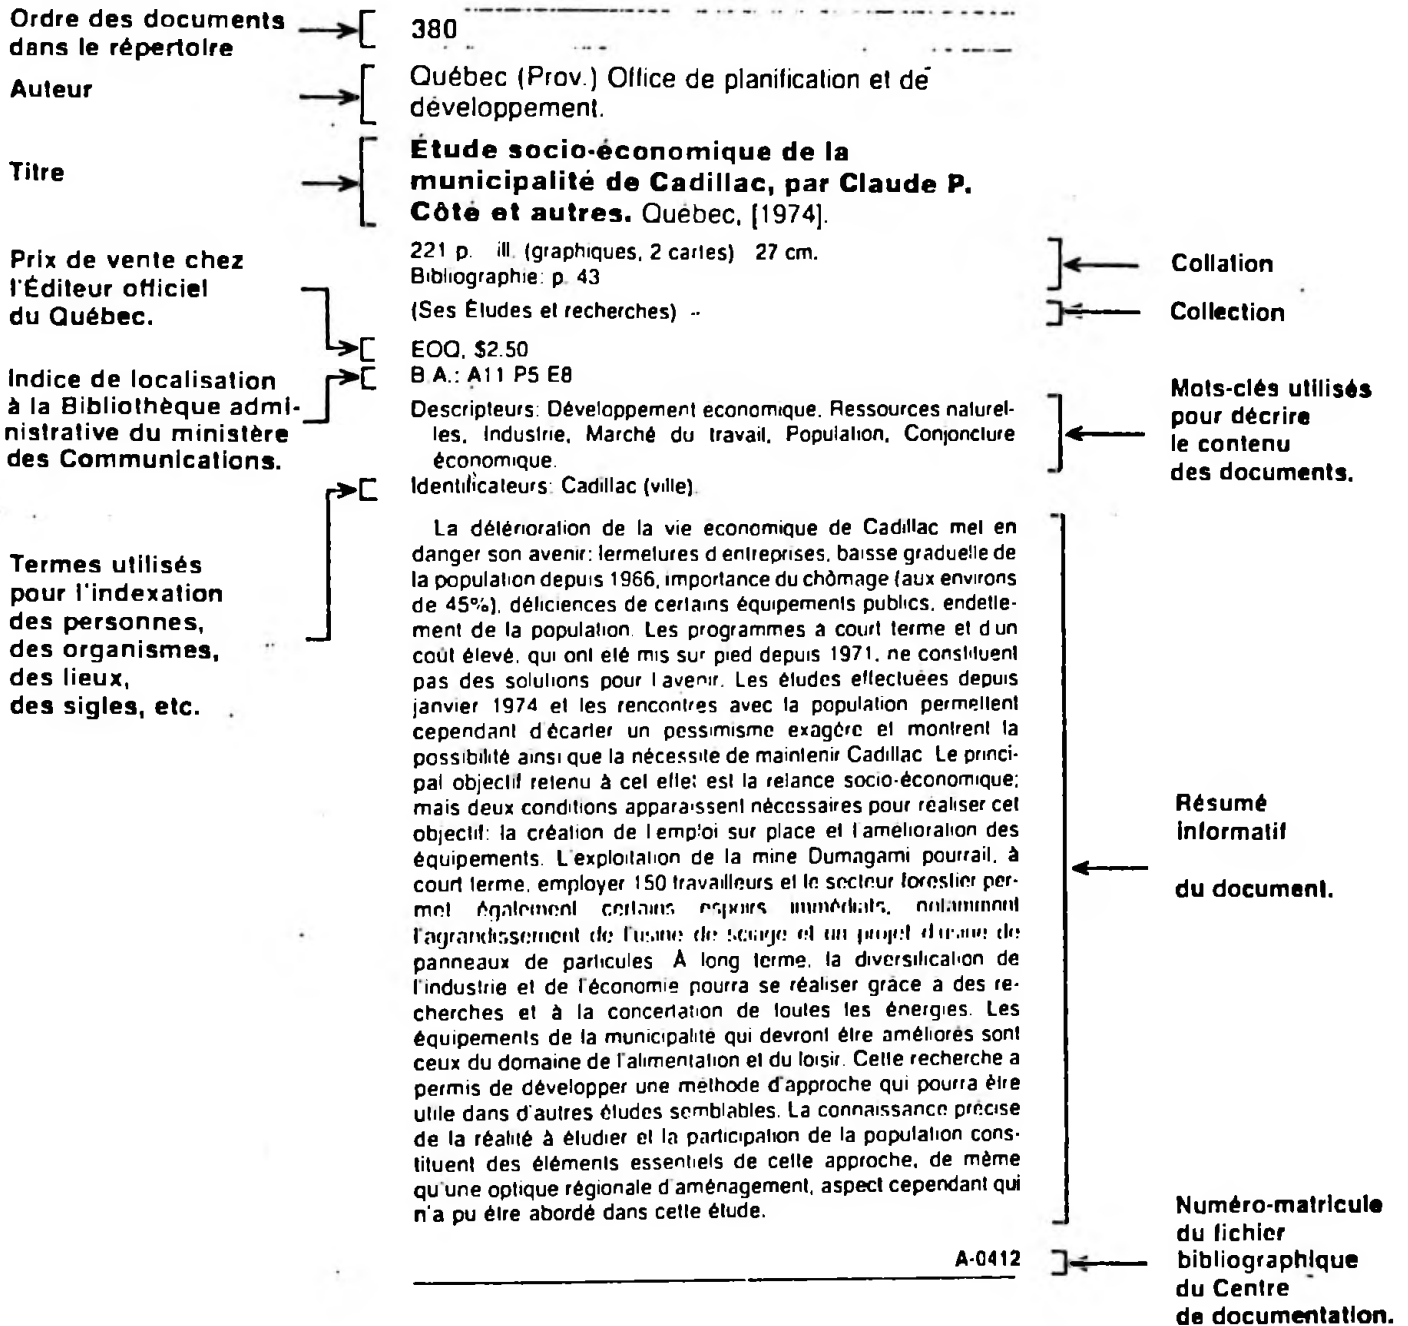 Ordre des documents
dans le répertoire
380
Auteur
Québec (Prov.) Office de planification et de
développement.
Titre
Étude socio-économique de la
municipalité de Cadillac, par Claude P.
Côté et autres. Québec, [1974].
221 p. ill. (graphiques, 2 cartes) 27 cm.
Bibliographie: p. 43
Collation
(Ses Études et recherches)
Collection
Prix de vente chez
l'Éditeur officiel
du Québec.
EOQ, $2.50
Indice de localisation
à la Bibliothèque admi-
nistrative du ministère
des Communications.
B.A.: A11 P5 E8
Descripteurs: Développement économique, Ressources naturel-
les, Industrie, Marché du travail, Population, Conjoncture
économique.
Mots-clés utilisés
pour décrire
le contenu
des documents.
Identificateurs: Cadillac (ville).
Termes utilisés
pour l'indexation
des personnes,
des organismes,
des lieux,
des sigles, etc.
La détérioration de la vie économique de Cadillac met en
danger son avenir: fermetures d'entreprises, baisse graduelle de
la population depuis 1966, importance du chômage (aux environs
de 45%), déficiences de certains équipements publics, endette-
ment de la population. Les programmes à court terme et d'un
coût élevé, qui ont été mis sur pied depuis 1971, ne constituent
pas des solutions pour l'avenir. Les études effectuées depuis
janvier 1974 et les rencontres avec la population permettent
cependant d'écarter un pessimisme exagéré et montrent la
possibilité ainsi que la nécessité de maintenir Cadillac. Le princi-
pal objectif retenu à cet effet est la relance socio-économique;
mais deux conditions apparaissent nécessaires pour réaliser cet
objectif: la création de l'emploi sur place et l'amélioration des
équipements. L'exploitation de la mine Dumagami pourrait, à
court terme, employer 150 travailleurs et le secteur forestier per-
met également certains espoirs immédiats, notamment
l'agrandissement de l'usine de sciage et un projet d'usine de
panneaux de particules. À long terme, la diversification de
l'industrie et de l'économie pourra se réaliser grâce à des re-
cherches et à la concertation de toutes les énergies. Les
équipements de la municipalité qui devront être améliorés sont
ceux du domaine de l'alimentation et du loisir. Cette recherche a
permis de développer une méthode d'approche qui pourra être
utile dans d'autres études semblables. La connaissance précise
de la réalité à étudier et la participation de la population cons-
tituent des éléments essentiels de cette approche, de même
qu'une optique régionale d'aménagement, aspect cependant qui
n'a pu être abordé dans cette étude.
Résumé
informatif
du document.
A-0412
Numéro-matricule
du fichier
bibliographique
du Centre
de documentation.